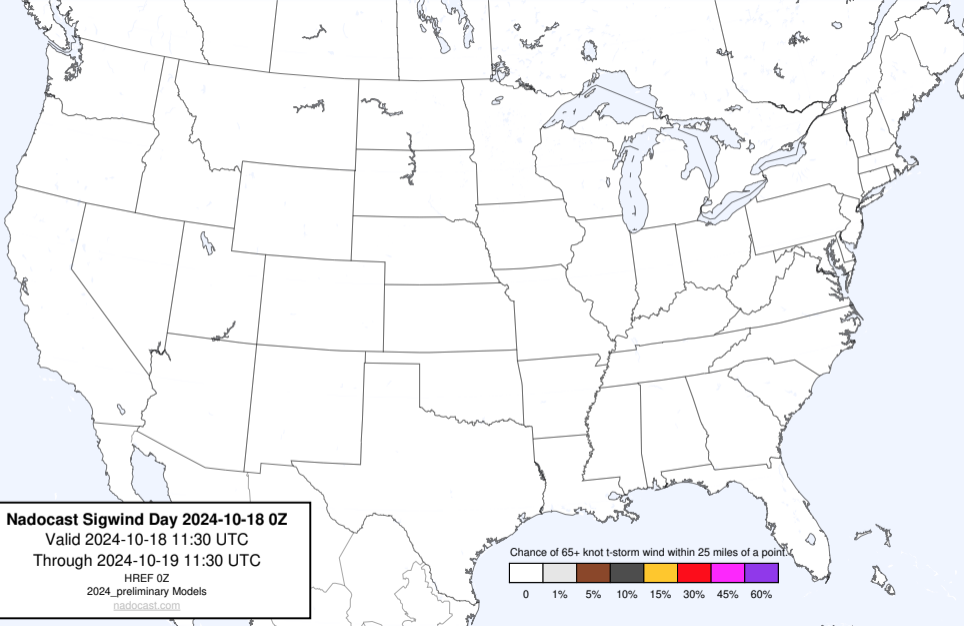 Nadocast Sigwind Day 2024-10-18 0Z
Valid 2024-10-18 11:30 UTC
Through 2024-10-19 11:30 UTC
HREF 0Z
2024_preliminary Models
nadocast.com
Chance of 65+ knot t-storm wind within 25 miles of a point.
0 1% 5% 10% 15% 30% 45% 60%